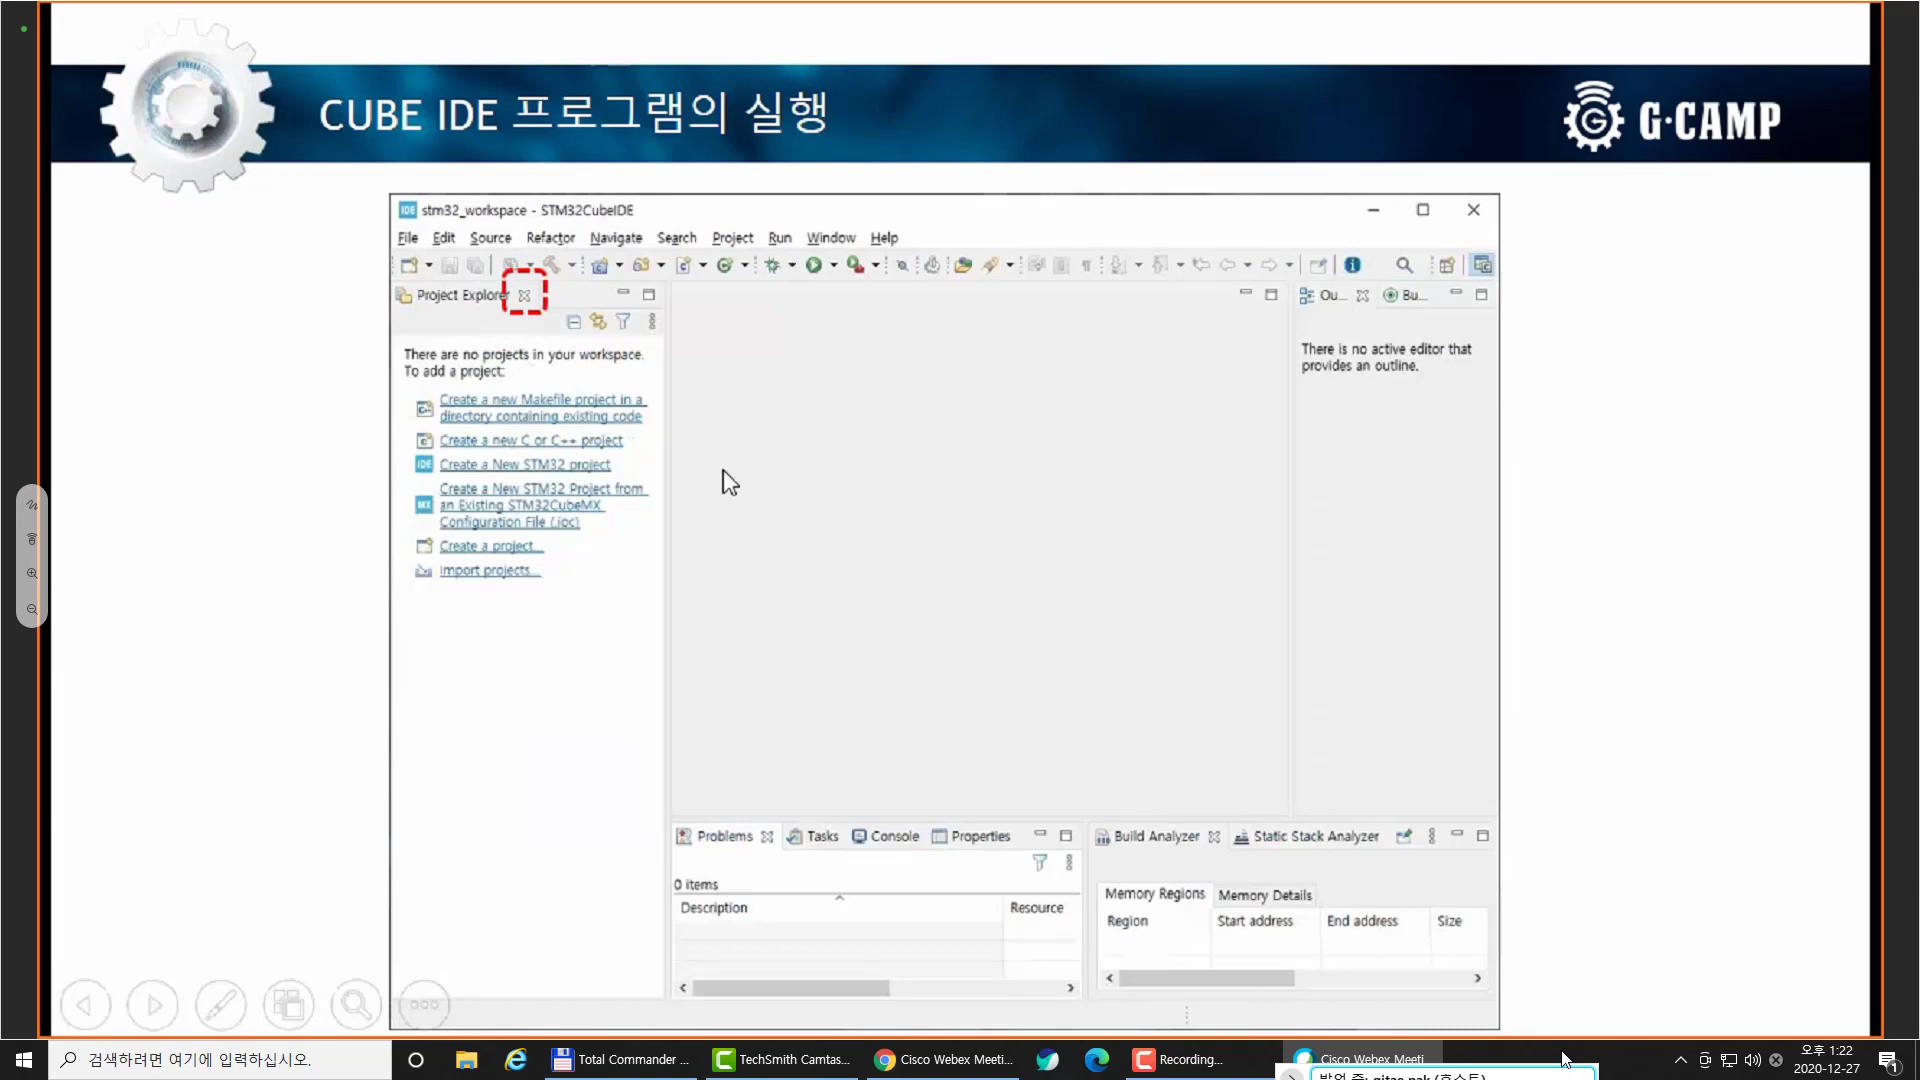 CUBE IDE 프로그램의 실행
G·CAMP
IDE stm32_workspace - STM32CubeIDE
File Edit Source Refactor Navigate Search Project Run Window Help
Project Explorer
Ou... Bu...
There are no projects in your workspace.
To add a project:
Create a new Makefile project in a
directory containing existing code
Create a new C or C++ project
IDE Create a New STM32 project
Create a New STM32 Project from
MX an Existing STM32CubeMX
Configuration File (.ioc)
Create a project...
Import projects...
There is no active editor that
provides an outline.
Problems Tasks Console Properties
0 items
Description Resource
Build Analyzer Static Stack Analyzer
Memory Regions Memory Details
Region Start address End address Size
검색하려면 여기에 입력하십시오.
Total Commander ...
TechSmith Camtas...
Cisco Webex Meeti...
Recording...
Cisco Webex Meeti
오후 1:22
2020-12-27
1